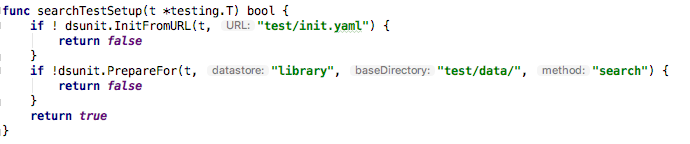 func searchTestSetup(t *testing.T) bool {
    if ! dsunit.InitFromURL(t, URL: "test/init.yaml") {
        return false
    }
    if !dsunit.PrepareFor(t, datastore: "library", baseDirectory: "test/data/", method: "search") {
        return false
    }
    return true
}